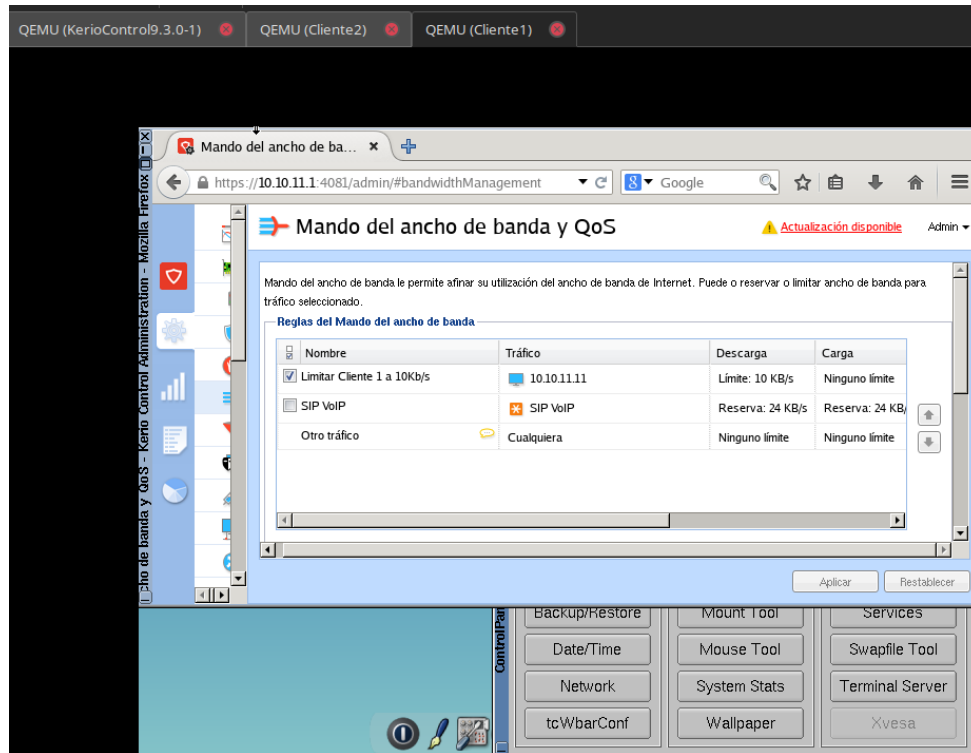 QEMU (KerioControl9.3.0-1)
QEMU (Cliente2)
QEMU (Cliente1)
Mando del ancho de ba...
https://10.10.11.1:4081/admin/#bandwidthManagement
Google
cho de banda y QoS - Kerio Control Administration - Mozilla Firefox
Mando del ancho de banda y QoS
Actualización disponible
Admin
Mando del ancho de banda le permite afinar su utilización del ancho de banda de Internet. Puede o reservar o limitar ancho de banda para
tráfico seleccionado.
Reglas del Mando del ancho de banda
Nombre Tráfico Descarga Carga
Limitar Cliente 1 a 10Kb/s 10.10.11.11 Límite: 10 KB/s Ninguno límite
SIP VoIP SIP VoIP Reserva: 24 KB/s Reserva: 24 KB/
Otro tráfico Cualquiera Ninguno límite Ninguno límite
Aplicar Restablecer
ControlPan
Backup/Restore Mount Tool Services
Date/Time Mouse Tool Swapfile Tool
Network System Stats Terminal Server
tcWbarConf Wallpaper Xvesa